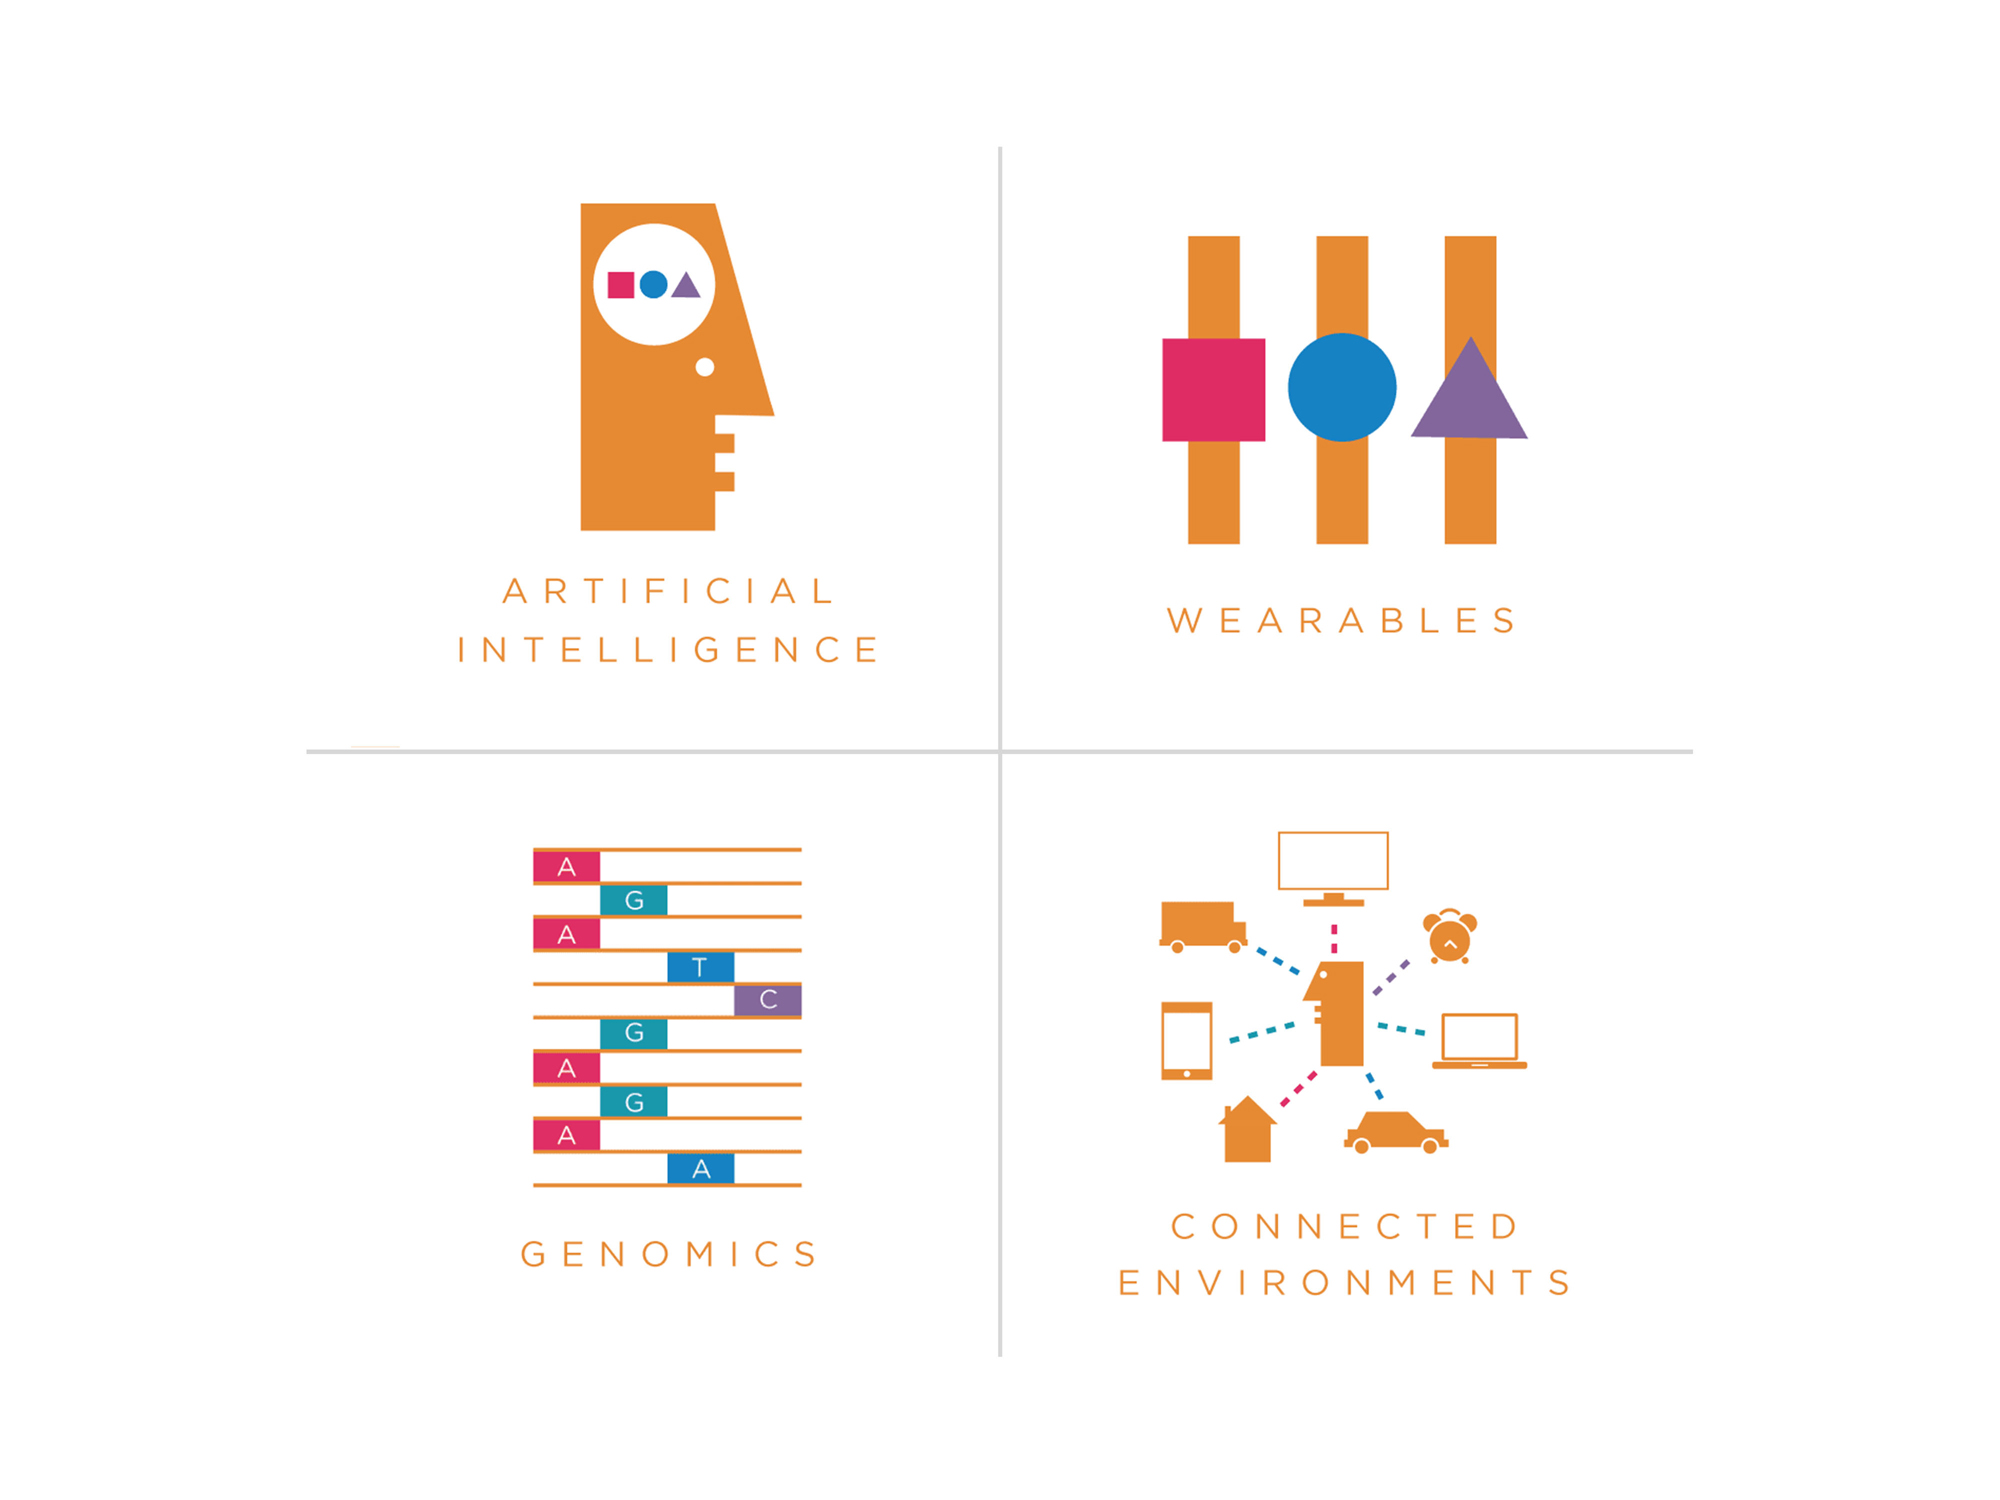 ARTIFICIAL
INTELLIGENCE
WEARABLES
A
G
A
T
C
G
A
G
A
A
GENOMICS
CONNECTED
ENVIRONMENTS